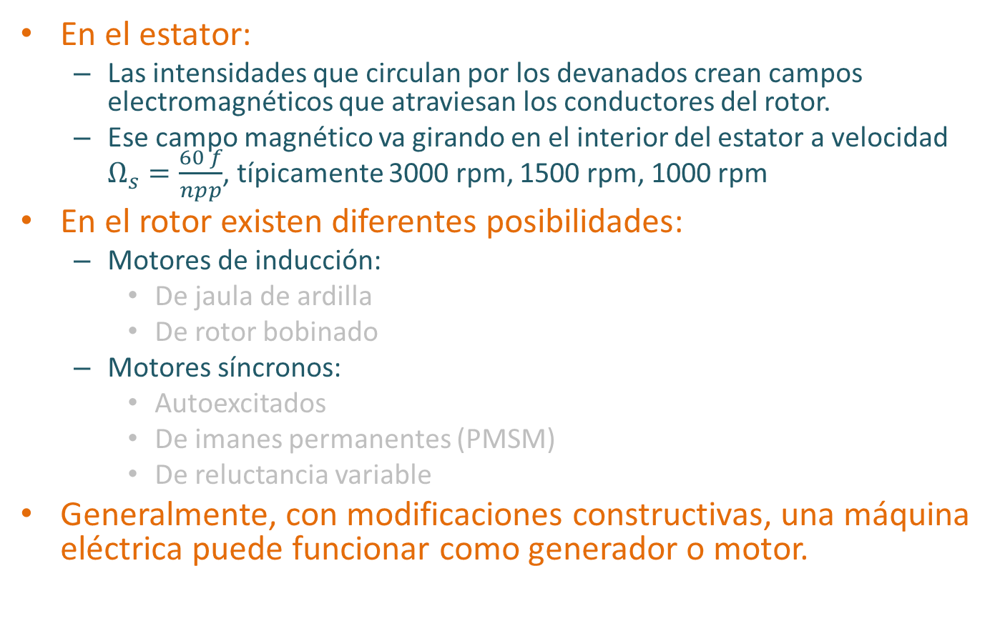 • En el estator:
– Las intensidades que circulan por los devanados crean campos
electromagnéticos que atraviesan los conductores del rotor.
– Ese campo magnético va girando en el interior del estator a velocidad
Ωₛ = 60 f / npp, típicamente 3000 rpm, 1500 rpm, 1000 rpm
• En el rotor existen diferentes posibilidades:
– Motores de inducción:
• De jaula de ardilla
• De rotor bobinado
– Motores síncronos:
• Autoexcitados
• De imanes permanentes (PMSM)
• De reluctancia variable
• Generalmente, con modificaciones constructivas, una máquina
eléctrica puede funcionar como generador o motor.